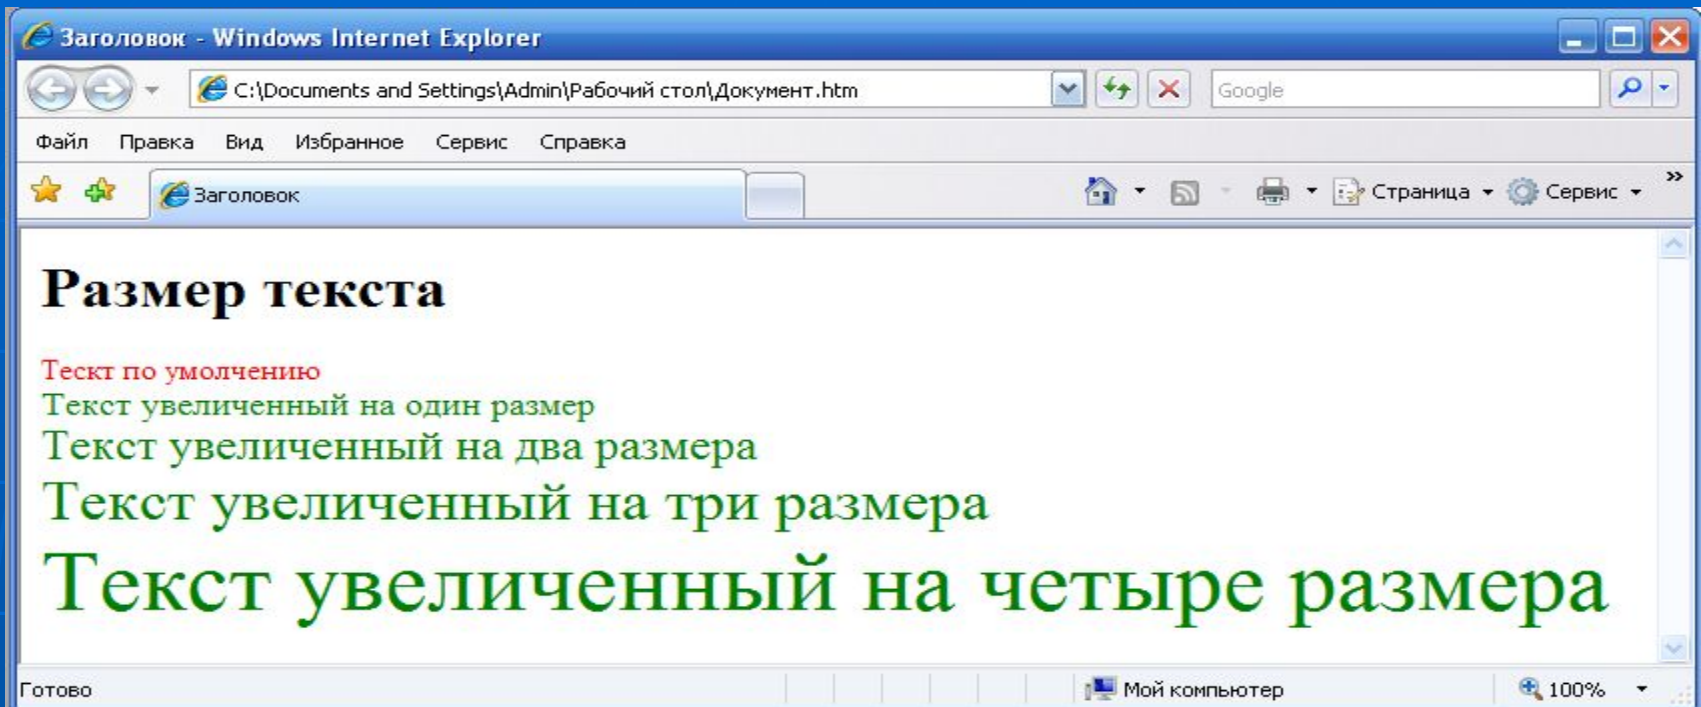 Заголовок - Windows Internet Explorer
C:\Documents and Settings\Admin\Рабочий стол\Документ.htm
Google
Файл Правка Вид Избранное Сервис Справка
Заголовок
Страница Сервис »
Размер текста
Тескт по умолчению
Текст увеличенный на один размер
Текст увеличенный на два размера
Текст увеличенный на три размера
Текст увеличенный на четыре размера
Готово
Мой компьютер
100%